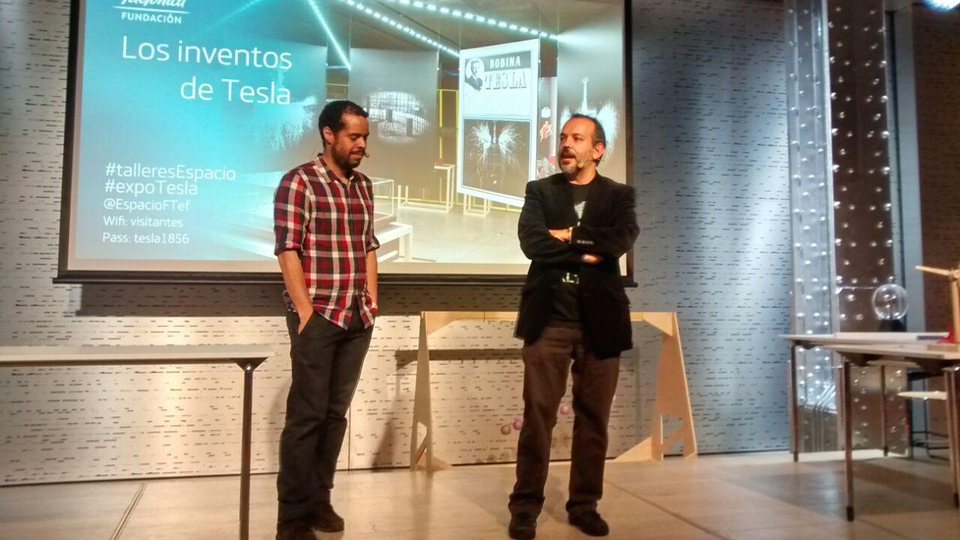 Telefónica
FUNDACIÓN
Los inventos
de Tesla
#talleresEspacio
#expoTesla
@EspacioFTef
Wifi: visitantes
Pass: tesla1856
BOBINA
TESLA